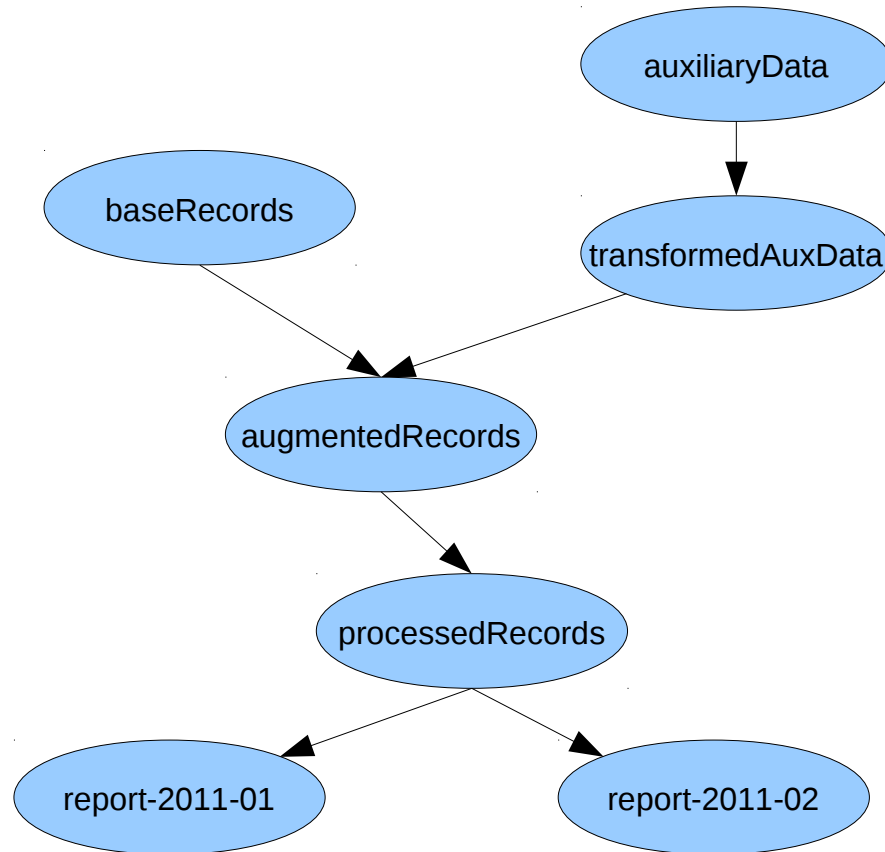 auxiliaryData
baseRecords
transformedAuxData
augmentedRecords
processedRecords
report-2011-01
report-2011-02